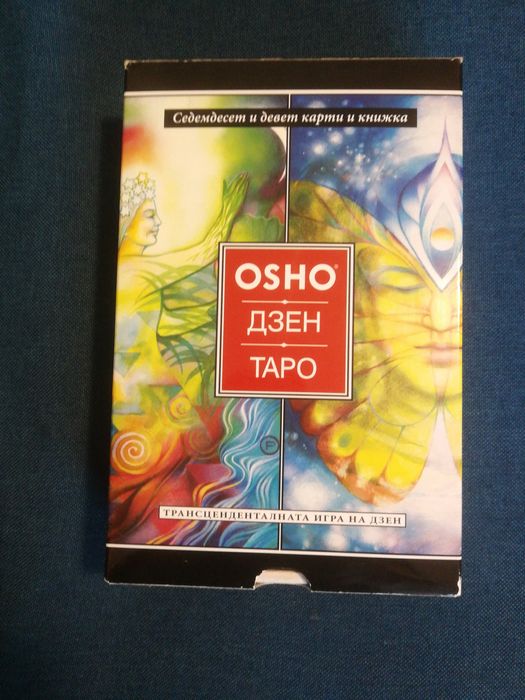 Седемдесет и девет карти и книжка
OSHO®
ДЗЕН
ТАРО
F
ТРАНСЦЕНДЕНТАЛНАТА ИГРА НА ДЗЕН